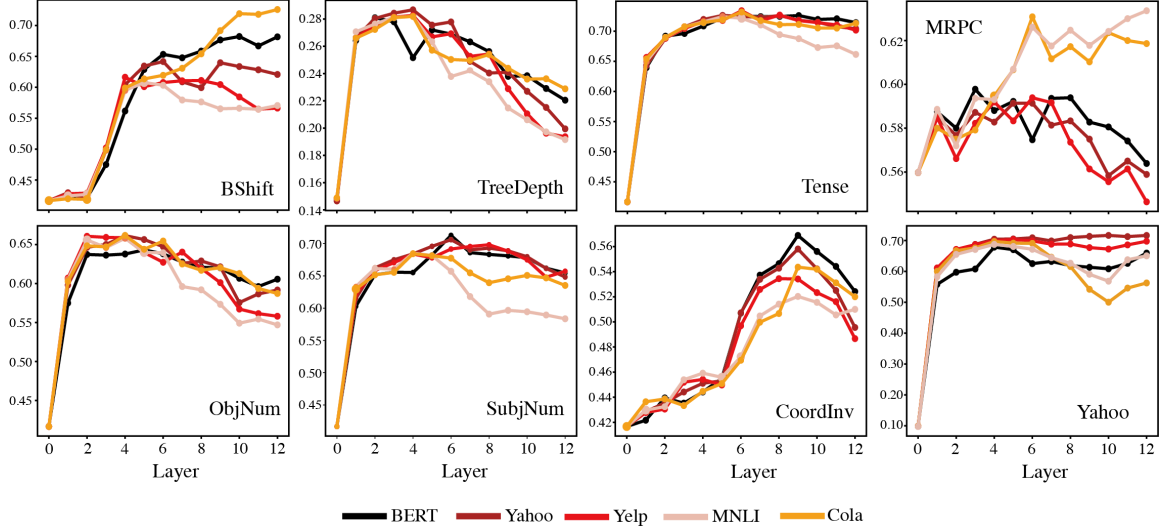 0.70
0.65
0.60
0.55
0.50
0.45
BShift
0.28
0.26
0.24
0.22
0.20
0.18
0.16
0.14
TreeDepth
0.70
0.65
0.60
0.55
0.50
0.45
Tense
0.62
0.60
0.58
0.56
MRPC
0.65
0.60
0.55
0.50
0.45
ObjNum
0 2 4 6 8 10 12
Layer
0.70
0.65
0.60
0.55
0.50
0.45
SubjNum
0 2 4 6 8 10 12
Layer
0.56
0.54
0.52
0.50
0.48
0.46
0.44
0.42
CoordInv
0 2 4 6 8 10 12
Layer
0.70
0.60
0.50
0.40
0.30
0.20
0.10
Yahoo
0 2 4 6 8 10 12
Layer
BERT Yahoo Yelp MNLI Cola